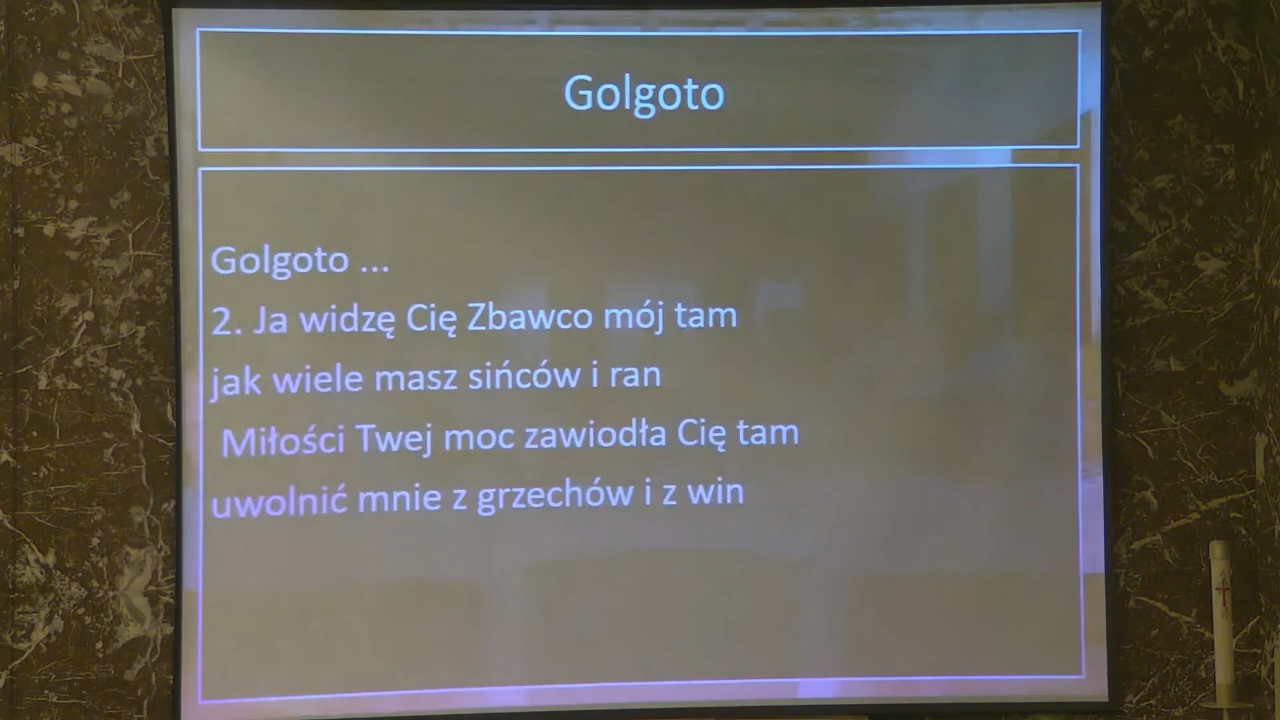 Golgoto
Golgoto ...
2. Ja widzę Cię Zbawco mój tam
jak wiele masz sińców i ran
Miłości Twej moc zawiodła Cię tam
uwolnić mnie z grzechów i z win